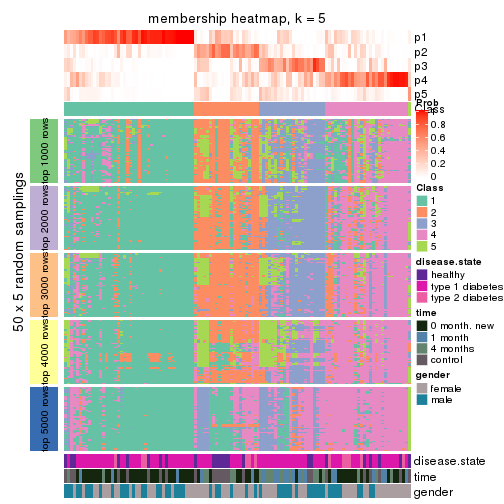 membership heatmap, k = 5
p1
p2
p3
p4
p5
Prob
Class
1
0.8
0.6
0.4
0.2
0
Class
1
2
3
4
5
disease.state
healthy
type 1 diabetes
type 2 diabetes
time
0 month. new
1 month
4 months
control
gender
female
male
50 x 5 random samplings
top 1000 rows
top 2000 rows
top 3000 rows
top 4000 rows
top 5000 rows
disease.state
time
gender